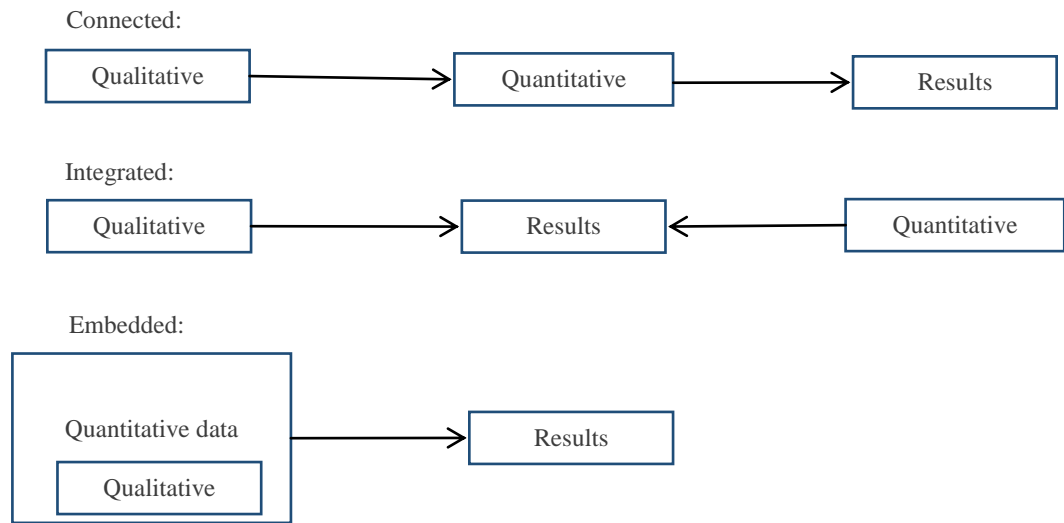 Connected:
Qualitative
Quantitative
Results
Integrated:
Qualitative
Results
Quantitative
Embedded:
Quantitative data
Qualitative
Results